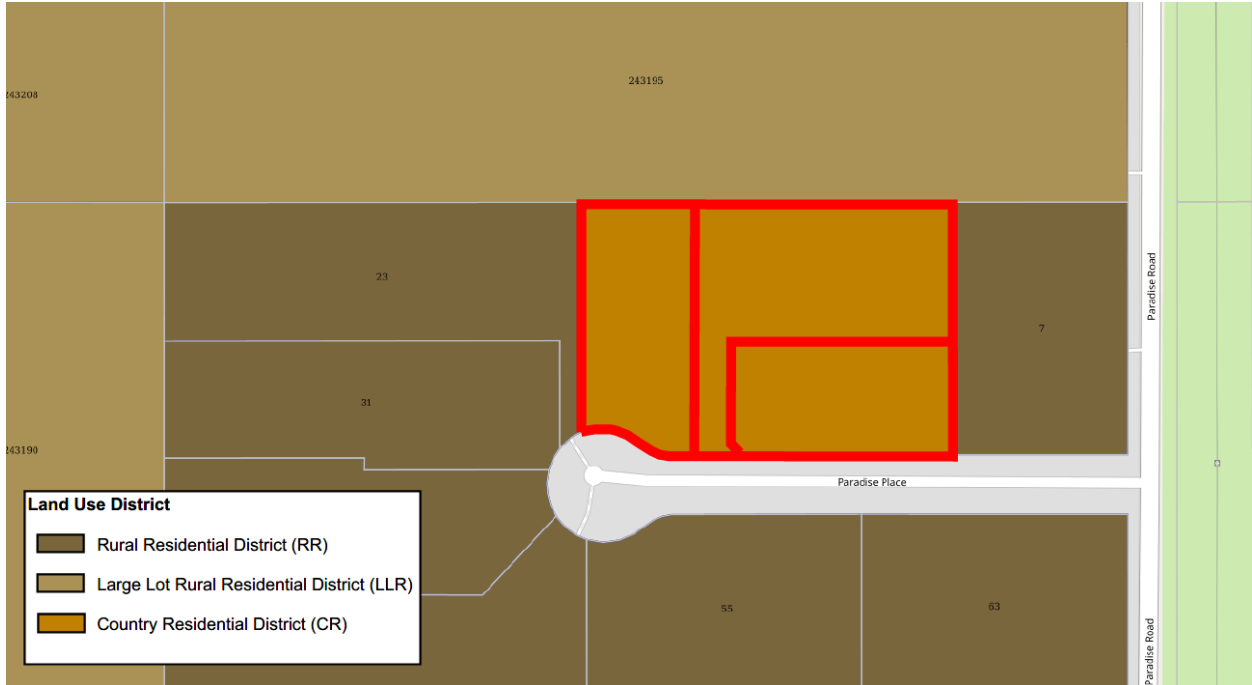 243195
243208
23
7
31
243190
Paradise Road
Paradise Place
Land Use District
Rural Residential District (RR)
Large Lot Rural Residential District (LLR)
Country Residential District (CR)
55
63
Paradise Road